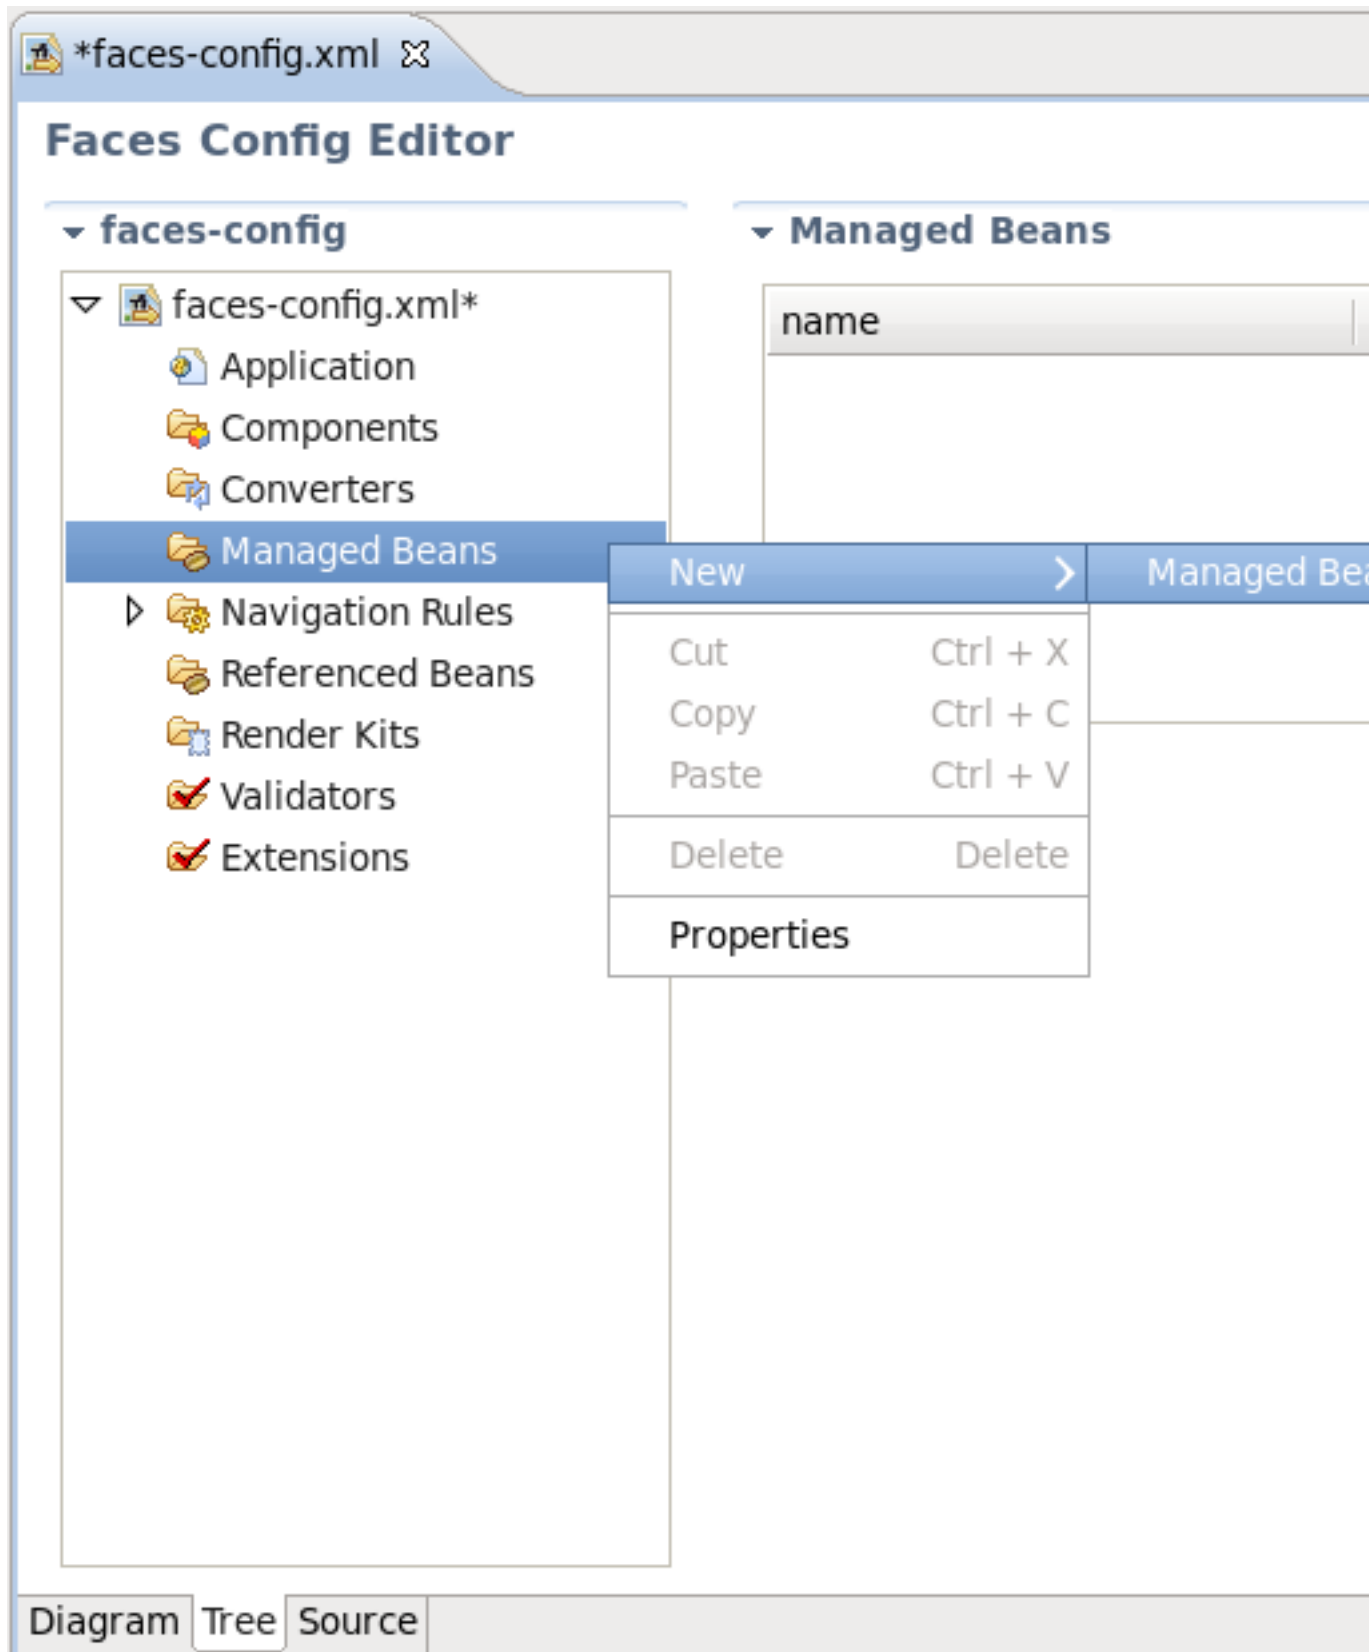 *faces-config.xml
Faces Config Editor
faces-config
Managed Beans
faces-config.xml*
name
Application
Components
Converters
Managed Beans
New
Managed
Navigation Rules
Cut Ctrl + X
Referenced Beans
Copy Ctrl + C
Render Kits
Paste Ctrl + V
Validators
Delete Delete
Extensions
Properties
Diagram Tree Source